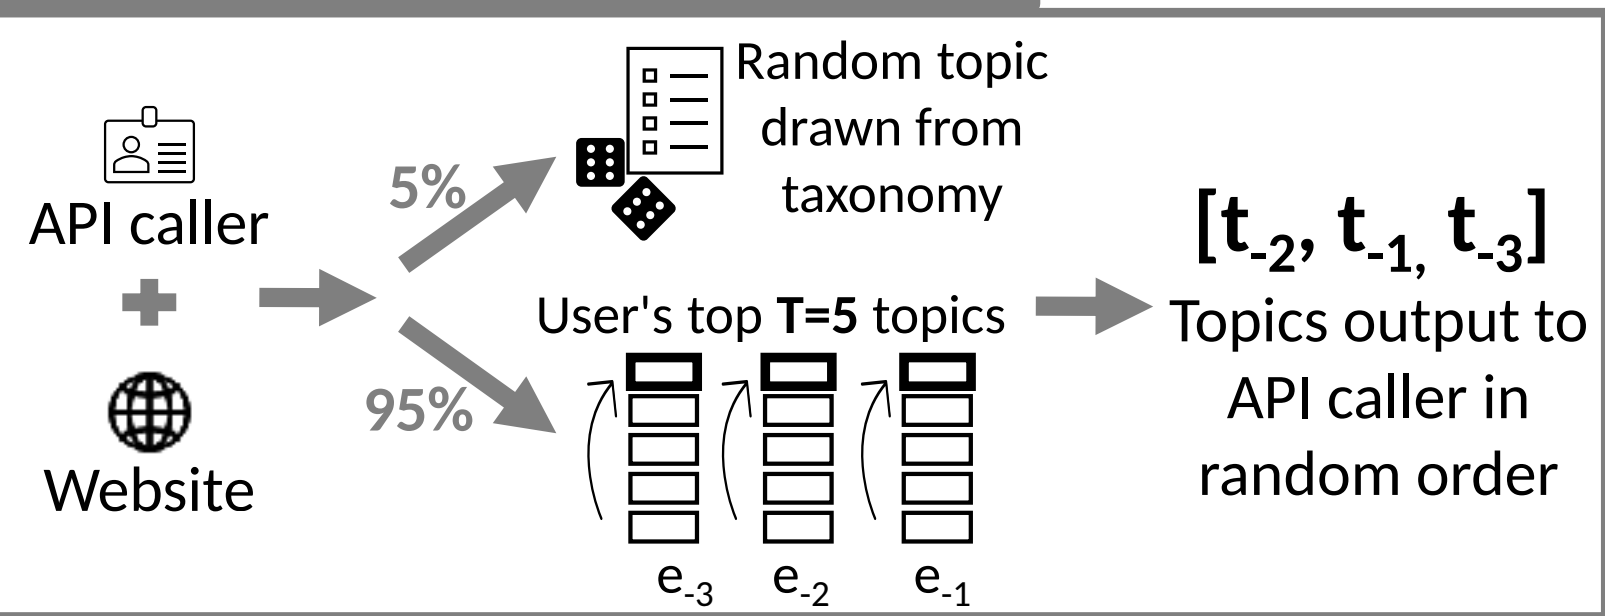 API caller
Website
5%
95%
Random topic
drawn from
taxonomy
User's top T=5 topics
e-3 e-2 e-1
[t-2, t-1, t-3]
Topics output to
API caller in
random order